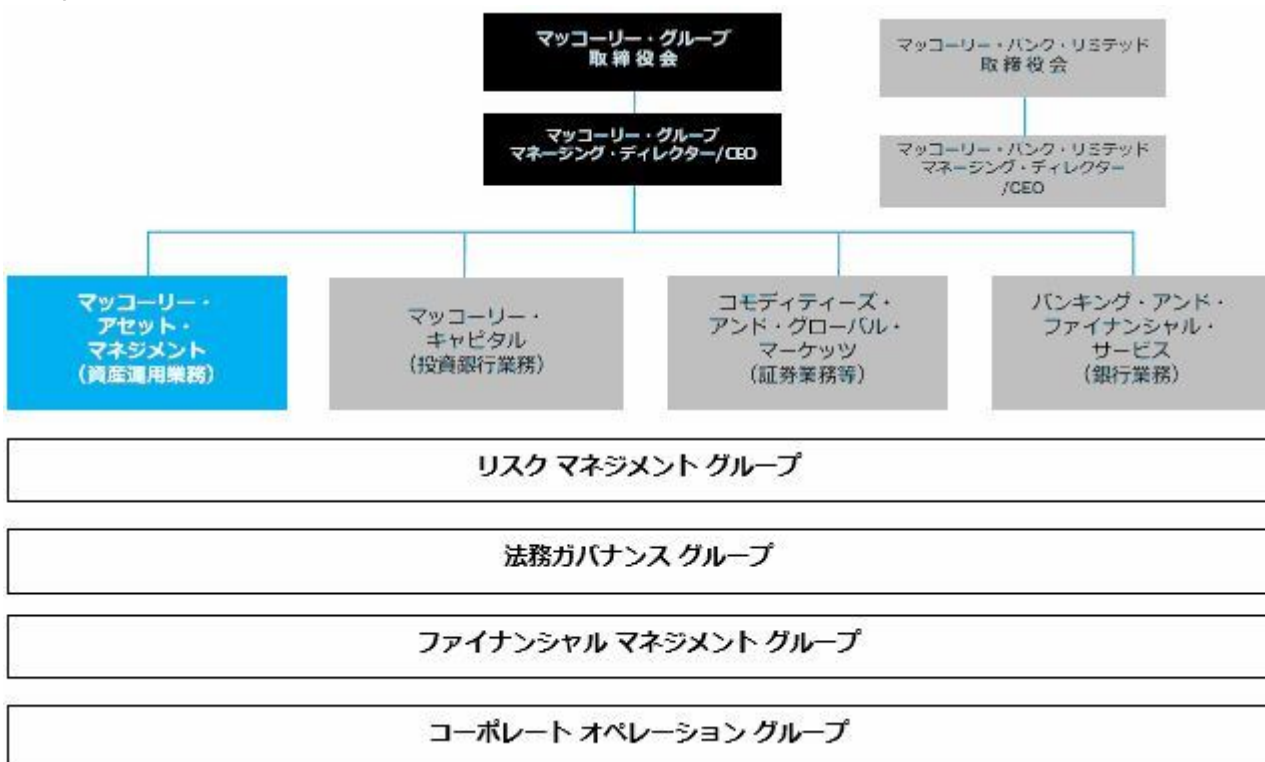 マッコーリー・グループ
取締役会
マッコーリー・バンク・リミテッド
取締役会
マッコーリー・グループ
マネージング・ディレクター/CEO
マッコーリー・バンク・リミテッド
マネージング・ディレクター
/CEO
マッコーリー・
アセット・
マネジメント
（資産運用業務）
マッコーリー・
キャピタル
（投資銀行業務）
コモディティーズ・
アンド・グローバル・
マーケッツ
（証券業務等）
バンキング・アンド・
ファイナンシャル・
サービス
（銀行業務）
リスク マネジメント グループ
法務ガバナンス グループ
ファイナンシャル マネジメント グループ
コーポレート オペレーション グループ